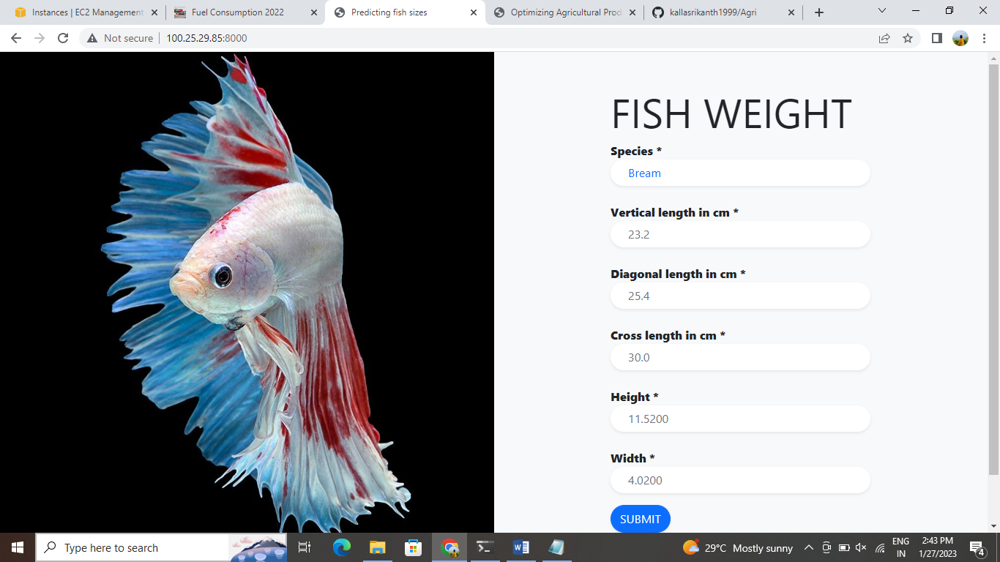 Instances | EC2 Management
Fuel Consumption 2022
Predicting fish sizes
Optimizing Agricultural Prod
kallasrikanth1999/Agri
Not secure
100.25.29.85:8000
FISH WEIGHT
Species *
Bream
Vertical length in cm *
23.2
Diagonal length in cm *
25.4
Cross length in cm *
30.0
Height *
11.5200
Width *
4.0200
SUBMIT
Type here to search
29°C Mostly sunny
ENG
IN
2:43 PM
1/27/2023
4